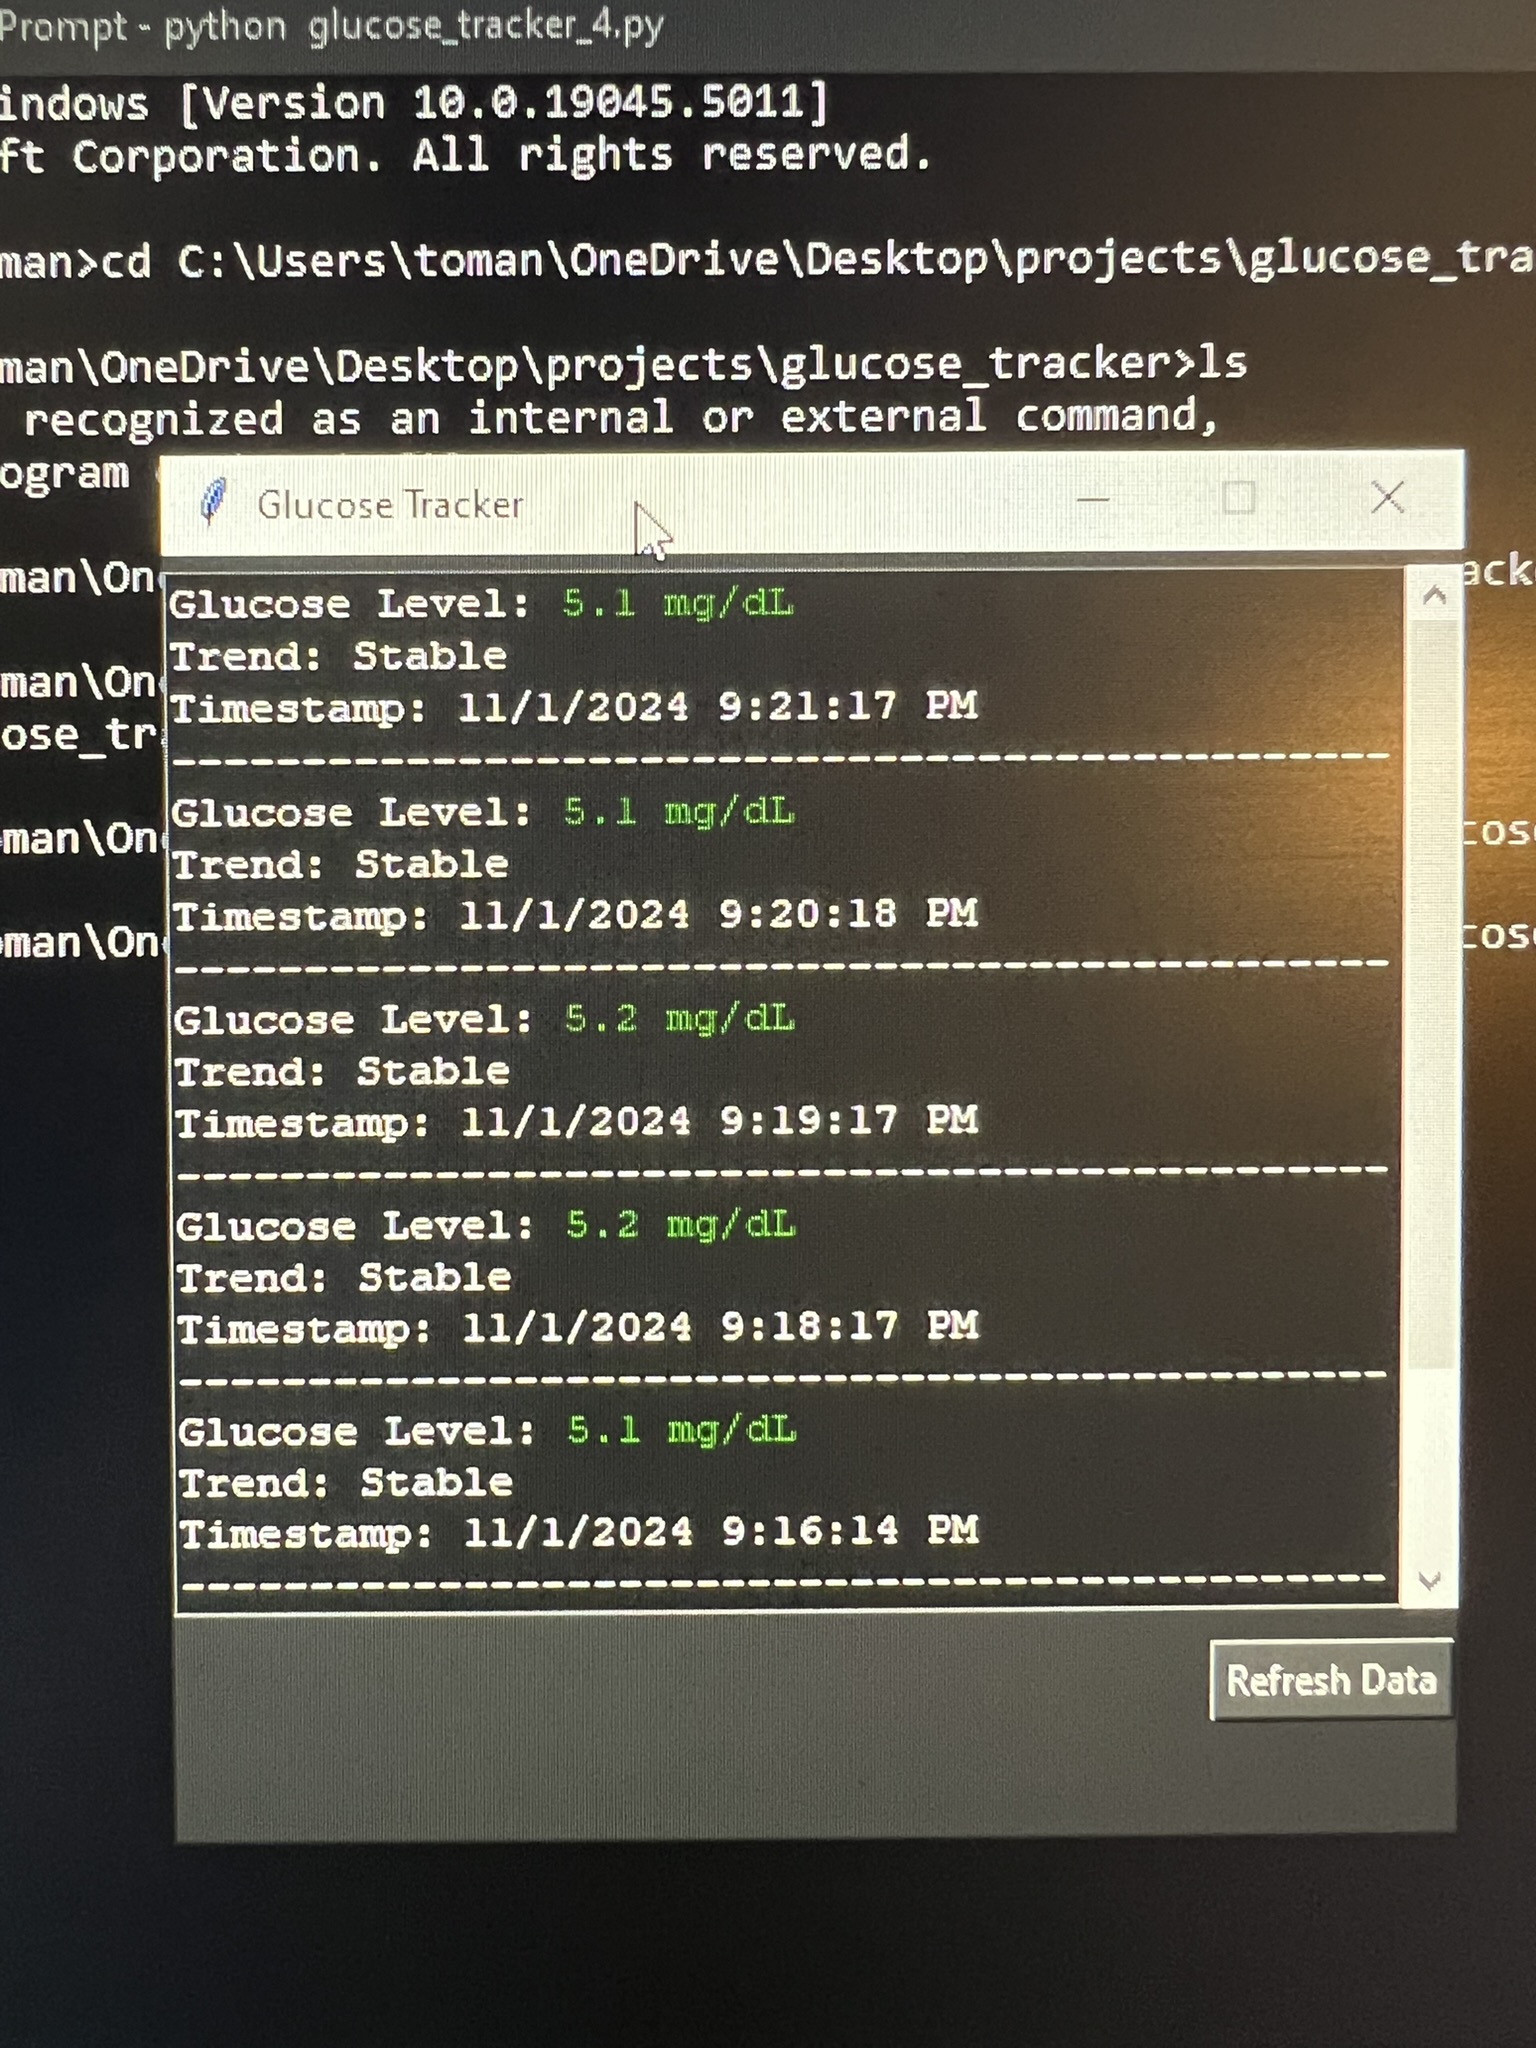 Prompt - python glucose_tracker_4.py
indows [Version 10.0.19045.5011]
ft Corporation. All rights reserved.
man>cd C:\Users\toman\OneDrive\Desktop\projects\glucose_tra
man\OneDrive\Desktop\projects\glucose_tracker>ls
recognized as an internal or external command,
ogram
Glucose Tracker
man\On
ack
Glucose Level: 5.1 mg/dL
Trend: Stable
man\On
Timestamp: 11/1/2024 9:21:17 PM
ose_tr
--------------------------------------------------
Glucose Level: 5.1 mg/dL
man\On
cos
Trend: Stable
Timestamp: 11/1/2024 9:20:18 PM
man\On
cos
--------------------------------------------------
Glucose Level: 5.2 mg/dL
Trend: Stable
Timestamp: 11/1/2024 9:19:17 PM
--------------------------------------------------
Glucose Level: 5.2 mg/dL
Trend: Stable
Timestamp: 11/1/2024 9:18:17 PM
--------------------------------------------------
Glucose Level: 5.1 mg/dL
Trend: Stable
Timestamp: 11/1/2024 9:16:14 PM
--------------------------------------------------
Refresh Data